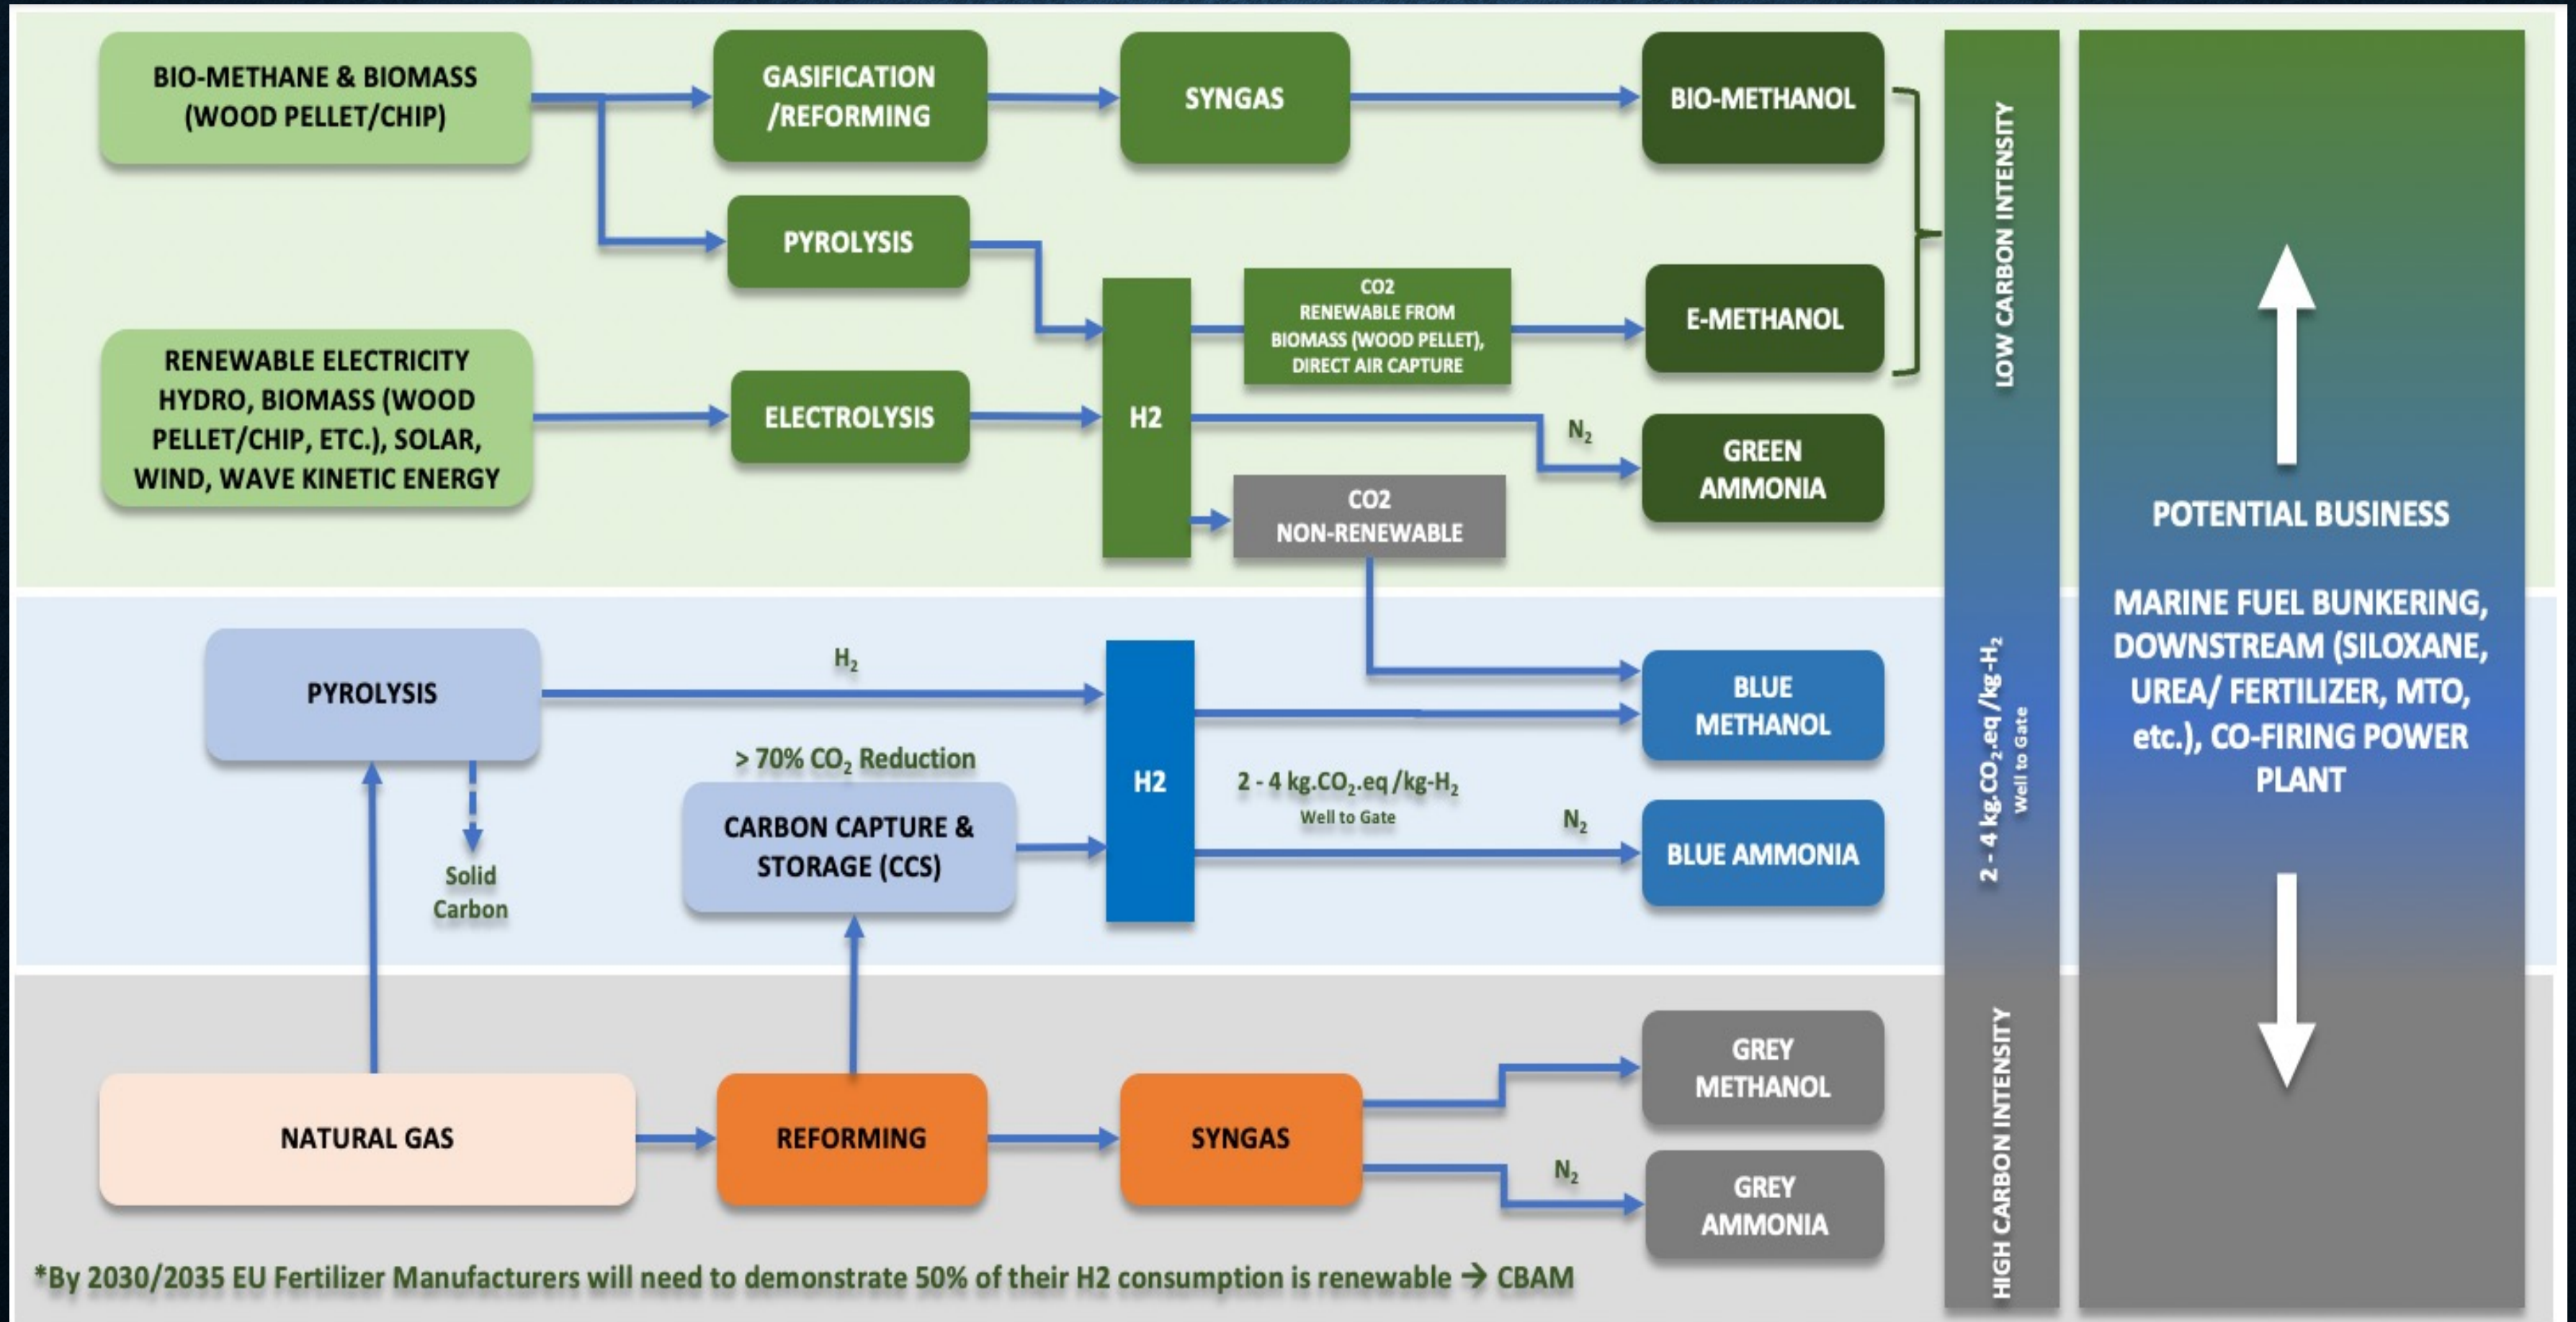 BIO-METHANE & BIOMASS
(WOOD PELLET/CHIP)
GASIFICATION
/REFORMING
SYNGAS
BIO-METHANOL
PYROLYSIS
CO2
RENEWABLE FROM
BIOMASS (WOOD PELLET),
DIRECT AIR CAPTURE
E-METHANOL
RENEWABLE ELECTRICITY
HYDRO, BIOMASS (WOOD
PELLET/CHIP, ETC.), SOLAR,
WIND, WAVE KINETIC ENERGY
ELECTROLYSIS
H2
N₂
GREEN
AMMONIA
CO2
NON-RENEWABLE
PYROLYSIS
H₂
Solid
Carbon
> 70% CO₂ Reduction
CARBON CAPTURE &
STORAGE (CCS)
H2
2 - 4 kg.CO₂.eq /kg-H₂
Well to Gate
BLUE
METHANOL
N₂
BLUE AMMONIA
NATURAL GAS
REFORMING
SYNGAS
GREY
METHANOL
N₂
GREY
AMMONIA
*By 2030/2035 EU Fertilizer Manufacturers will need to demonstrate 50% of their H2 consumption is renewable → CBAM
LOW CARBON INTENSITY
2 - 4 kg.CO₂.eq /kg-H₂
Well to Gate
HIGH CARBON INTENSITY
POTENTIAL BUSINESS
MARINE FUEL BUNKERING,
DOWNSTREAM (SILOXANE,
UREA/ FERTILIZER, MTO,
etc.), CO-FIRING POWER
PLANT